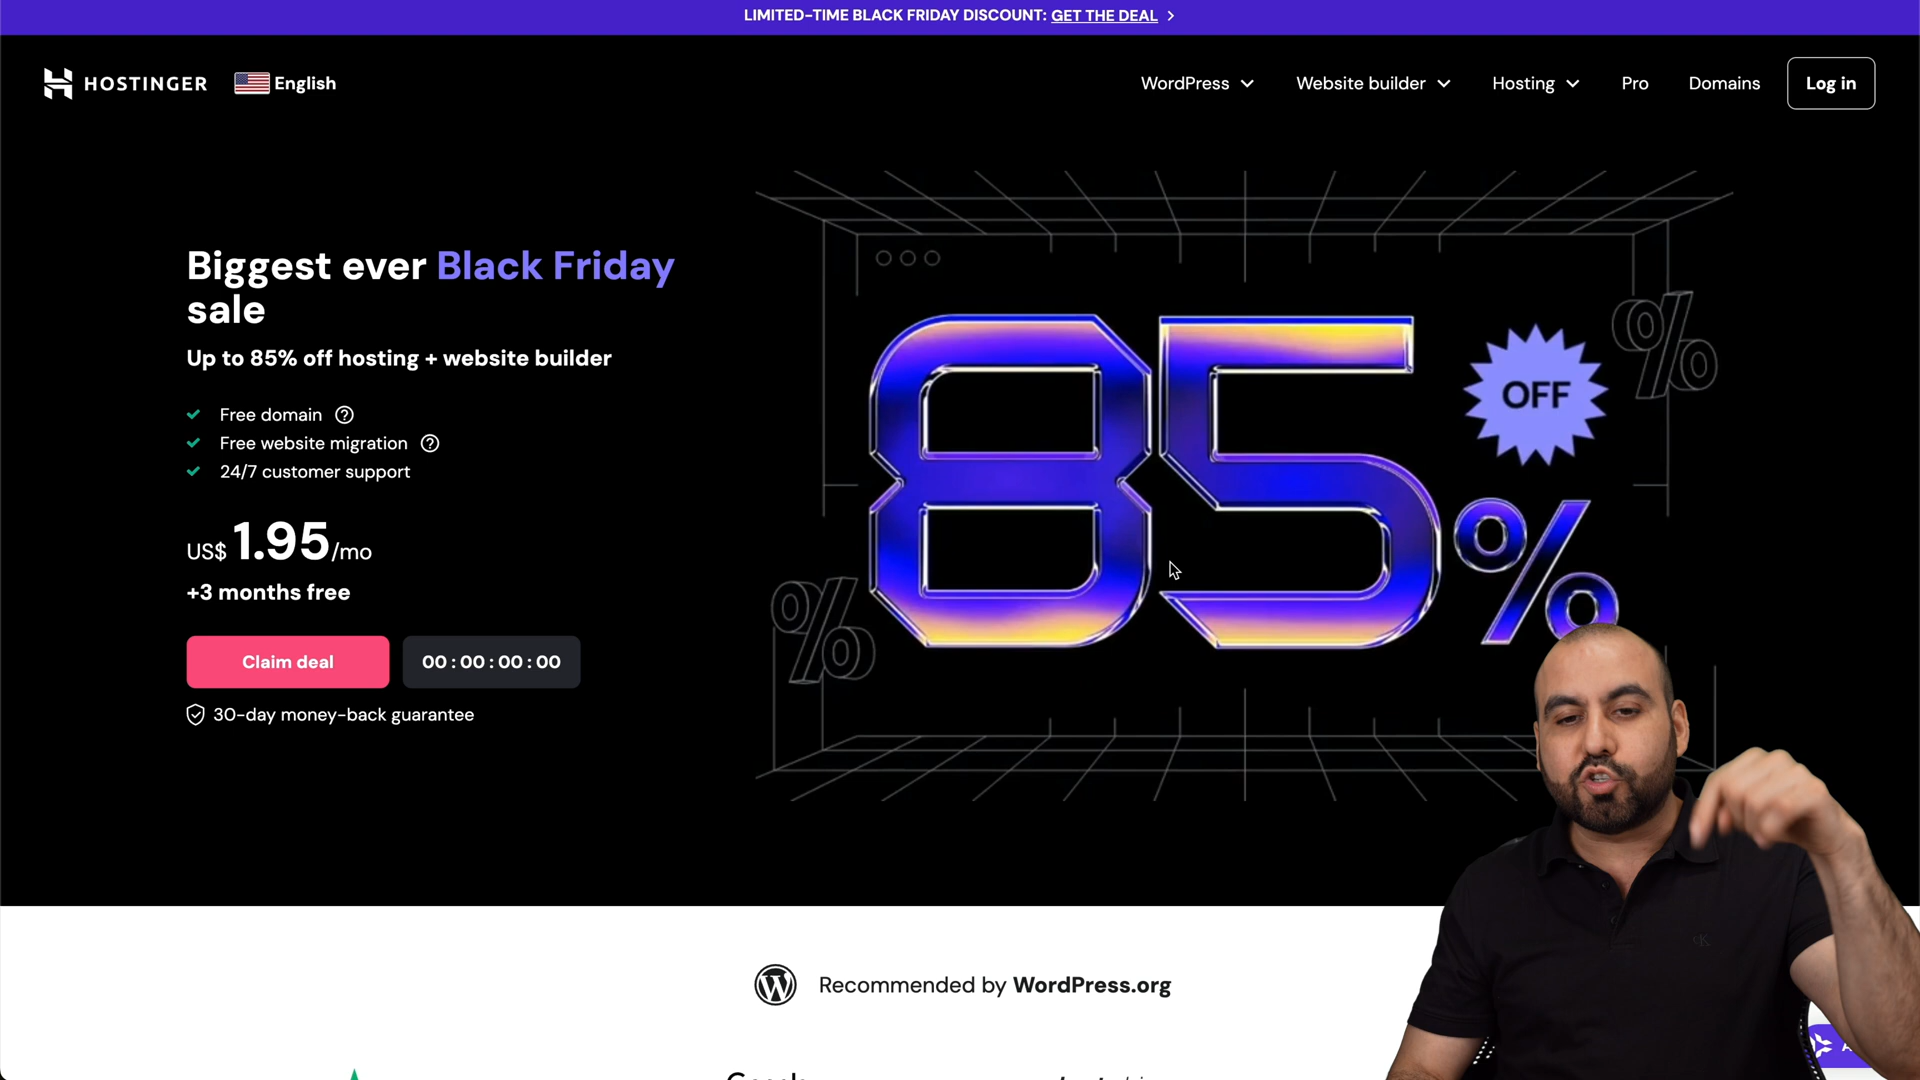 LIMITED-TIME BLACK FRIDAY DISCOUNT: GET THE DEAL
HOSTINGER English WordPress Website builder Hosting Pro Domains Log in
Biggest ever Black Friday
sale
Up to 85% off hosting + website builder
Free domain
Free website migration
24/7 customer support
US$ 1.95/mo
+3 months free
Claim deal 00 : 00 : 00 : 00
30-day money-back guarantee
85%
OFF
%
%
Recommended by WordPress.org
CK